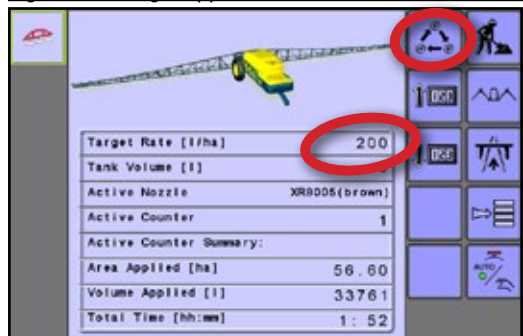 Target Rate [l/ha] 200
Tank Volume [l]
Active Nozzle XR8005(brown)
Active Counter 1
Active Counter Summary:
Area Applied [ha] 56.60
Volume Applied [l] 33761
Total Time [hh:mm] 1:52
AUTO